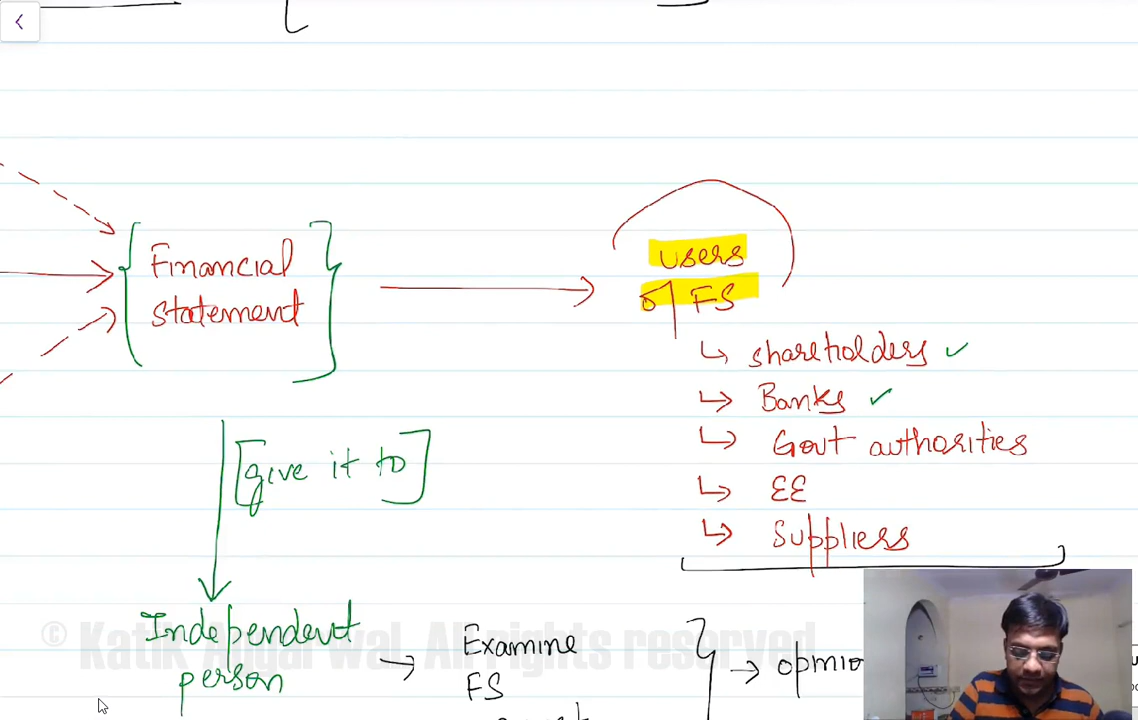 Financial
statement
users
of FS
↳ shareholders ✓
↳ Banks ✓
↳ Govt authorities
↳ EE
↳ Suppliers
[give it to]
Independent
person
→ Examine
FS
→ opinio
© Katik Agarwal. All rights reserved